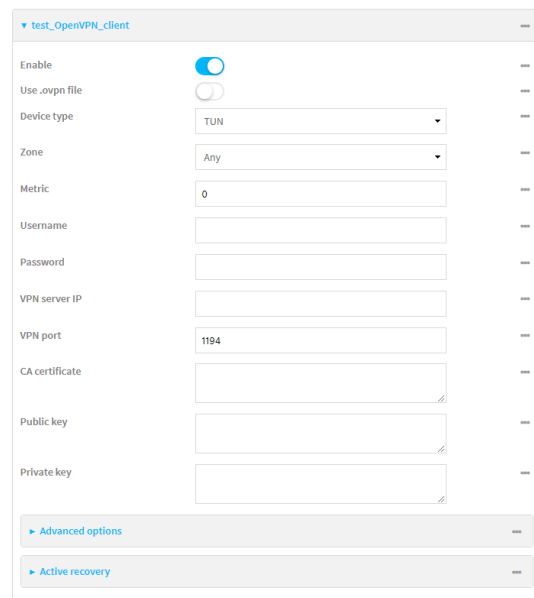 test_OpenVPN_client
Enable
Use .ovpn file
Device type TUN
Zone Any
Metric 0
Username
Password
VPN server IP
VPN port 1194
CA certificate
Public key
Private key
Advanced options
Active recovery